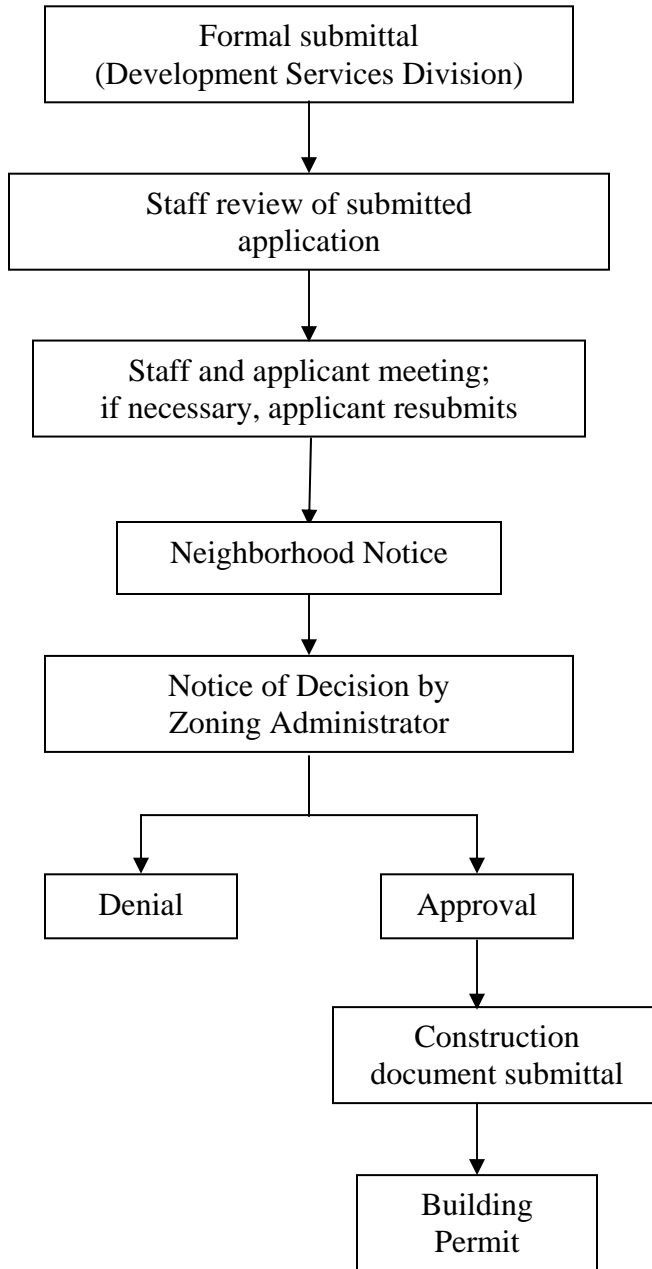 Formal submittal
(Development Services Division)
Staff review of submitted
application
Staff and applicant meeting;
if necessary, applicant resubmits
Neighborhood Notice
Notice of Decision by
Zoning Administrator
Denial
Approval
Construction
document submittal
Building
Permit